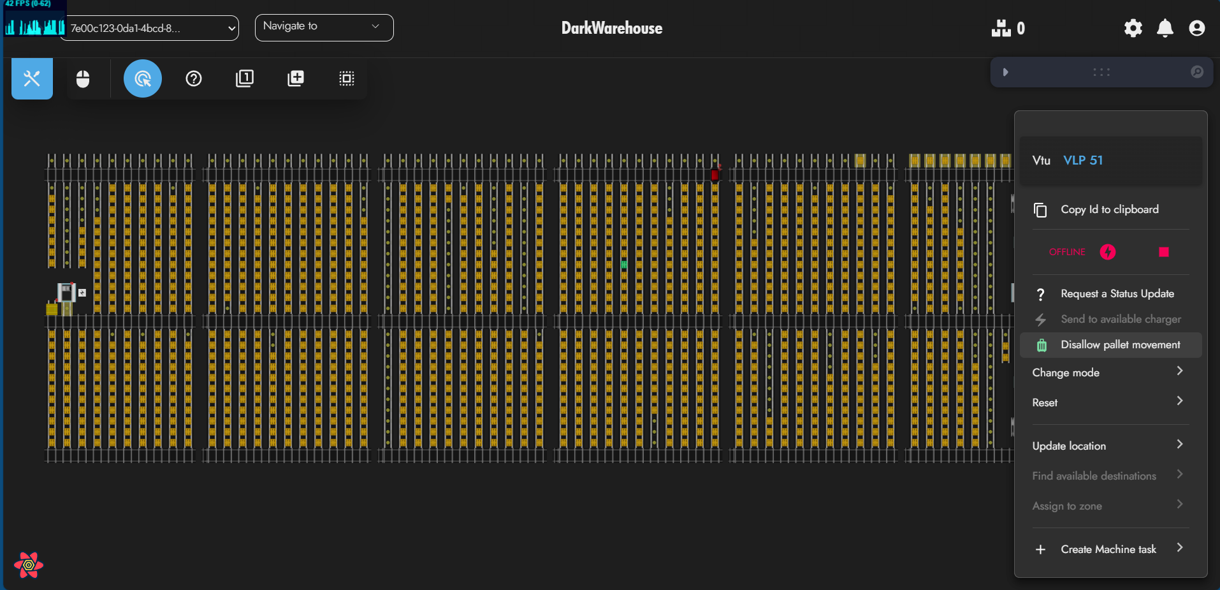 42 FPS (0-62)
7e00c123-0da1-4bcd-8...
Navigate to
DarkWarehouse
0
1
Vtu VLP 51
Copy Id to clipboard
OFFLINE
? Request a Status Update
Send to available charger
Disallow pallet movement
Change mode
Reset
Update location
Find available destinations
Assign to zone
+ Create Machine task